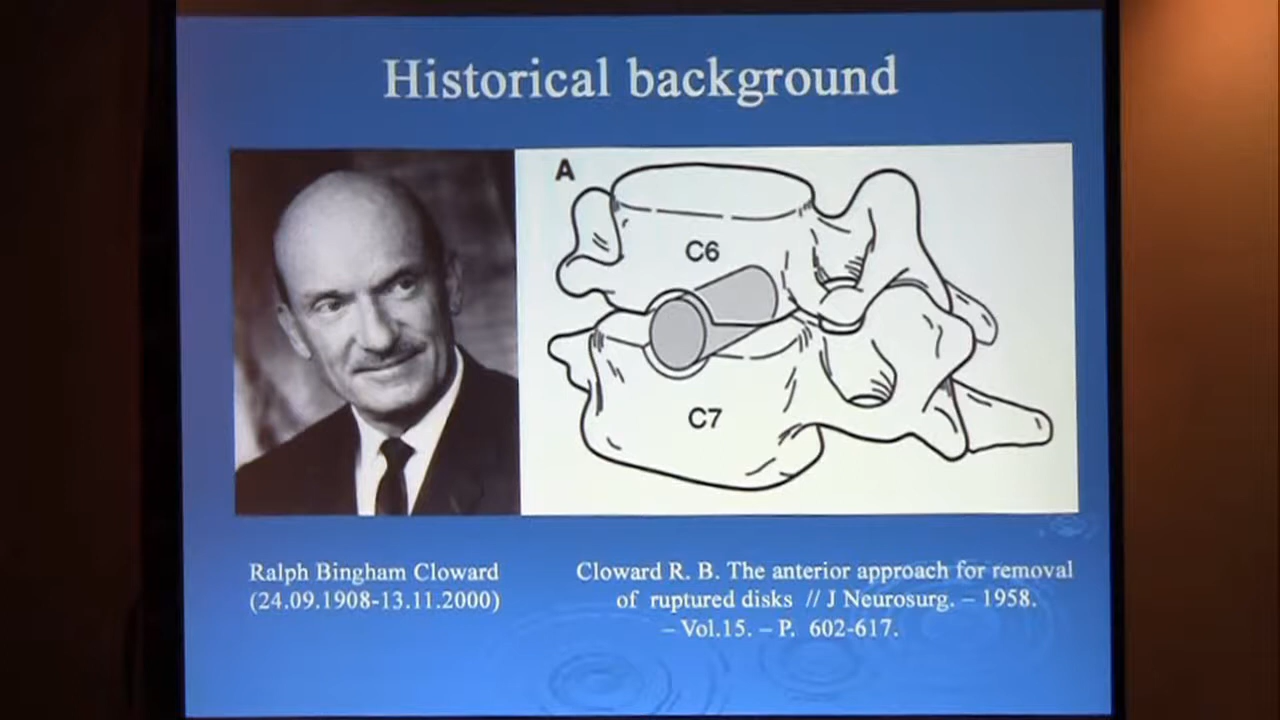 Historical background
A
C6
C7
Ralph Bingham Cloward
(24.09.1908-13.11.2000)
Cloward R. B. The anterior approach for removal
of ruptured disks // J Neurosurg. – 1958.
– Vol.15. – P. 602-617.